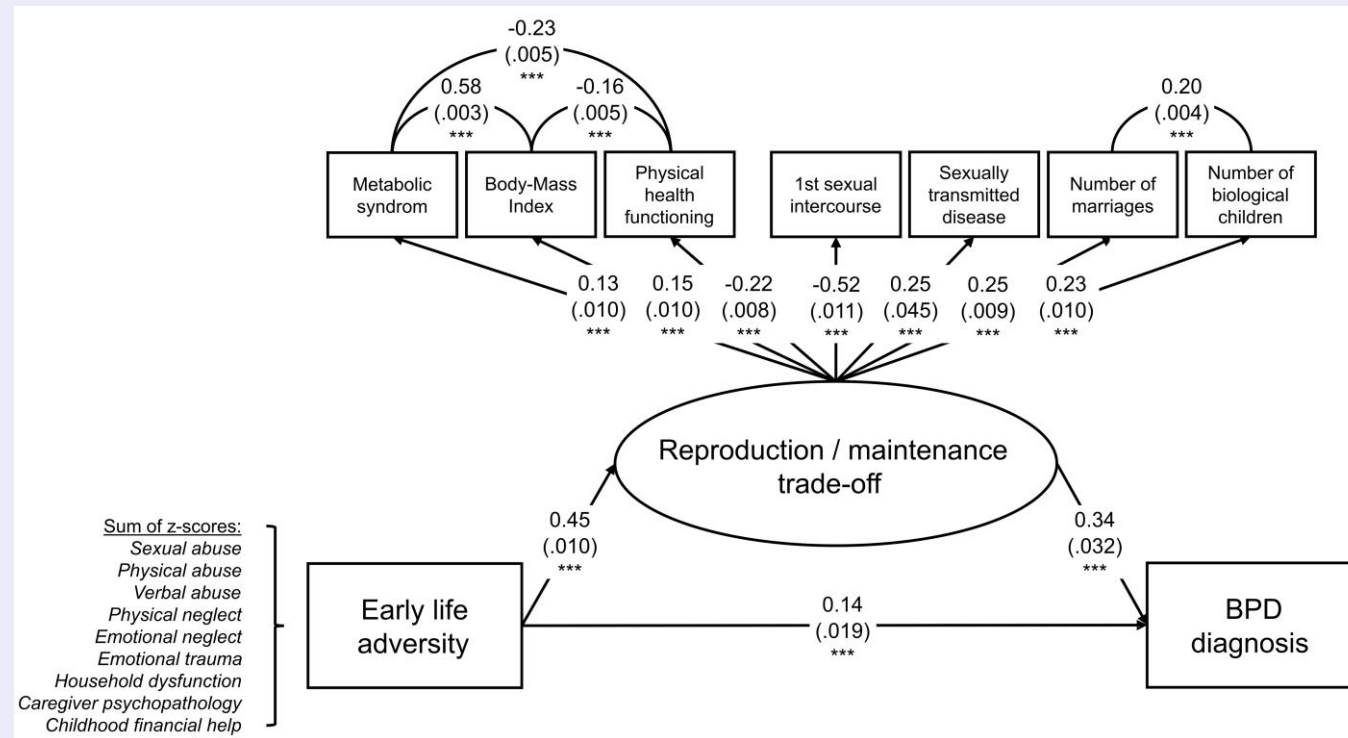 -0.23
(.005)
***
0.58
(.003)
***
-0.16
(.005)
***
0.20
(.004)
***
Metabolic
syndrom
Body-Mass
Index
Physical
health
functioning
1st sexual
intercourse
Sexually
transmitted
disease
Number of
marriages
Number of
biological
children
0.13
(.010)
***
0.15
(.010)
***
-0.22
(.008)
***
-0.52
(.011)
***
0.25
(.045)
***
0.25
(.009)
***
0.23
(.010)
***
Reproduction / maintenance
trade-off
0.45
(.010)
***
0.34
(.032)
***
Sum of z-scores:
Sexual abuse
Physical abuse
Verbal abuse
Physical neglect
Emotional neglect
Emotional trauma
Household dysfunction
Caregiver psychopathology
Childhood financial help
Early life
adversity
0.14
(.019)
***
BPD
diagnosis